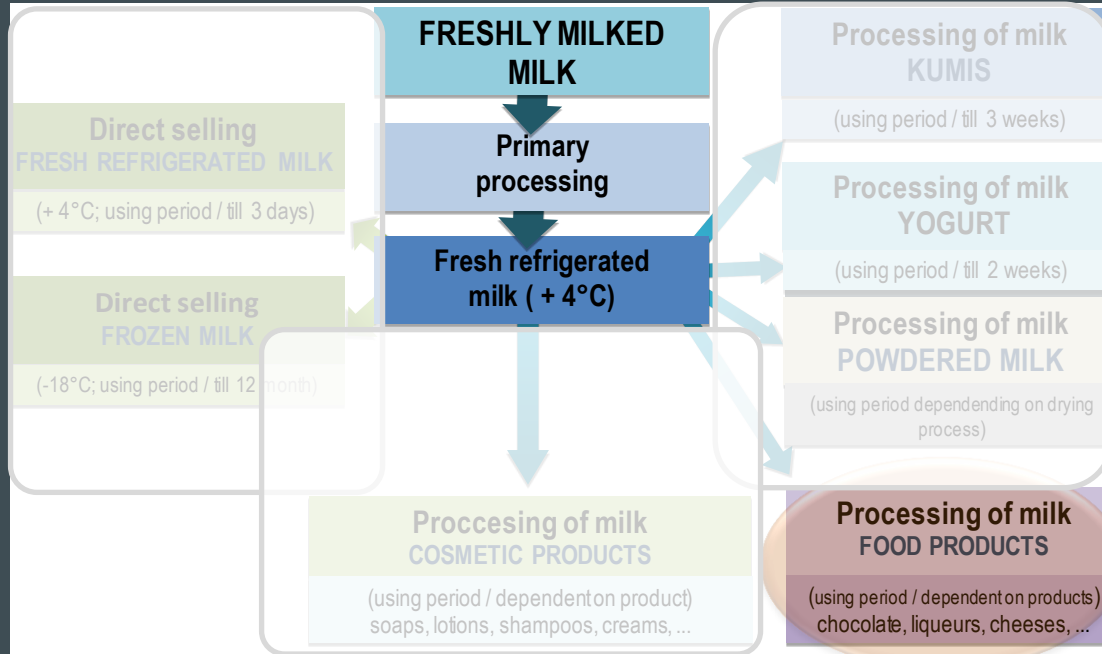 FRESHLY MILKED
MILK
Primary
processing
Fresh refrigerated
milk ( + 4°C)
Direct selling
FRESH REFRIGERATED MILK
(+ 4°C; using period / till 3 days)
Direct selling
FROZEN MILK
(-18°C; using period / till 12 month)
Processing of milk
KUMIS
(using period / till 3 weeks)
Processing of milk
YOGURT
(using period / till 2 weeks)
Processing of milk
POWDERED MILK
(using period dependending on drying
process)
Proccesing of milk
COSMETIC PRODUCTS
(using period / dependent on product)
soaps, lotions, shampoos, creams, ...
Processing of milk
FOOD PRODUCTS
(using period / dependent on products)
chocolate, liqueurs, cheeses, ...